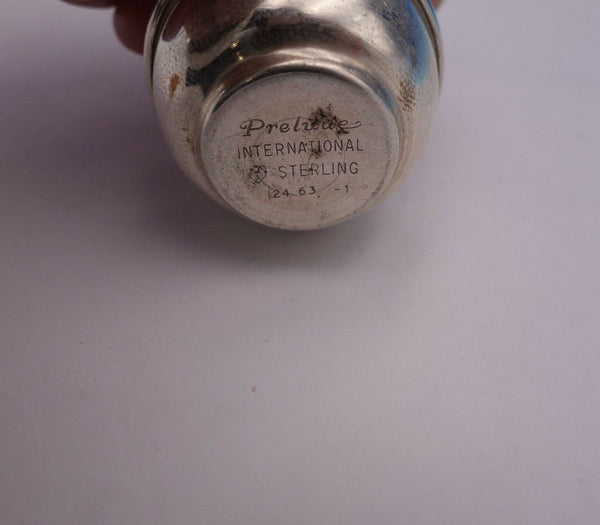 Prelude
INTERNATIONAL
STERLING
124 63 -1